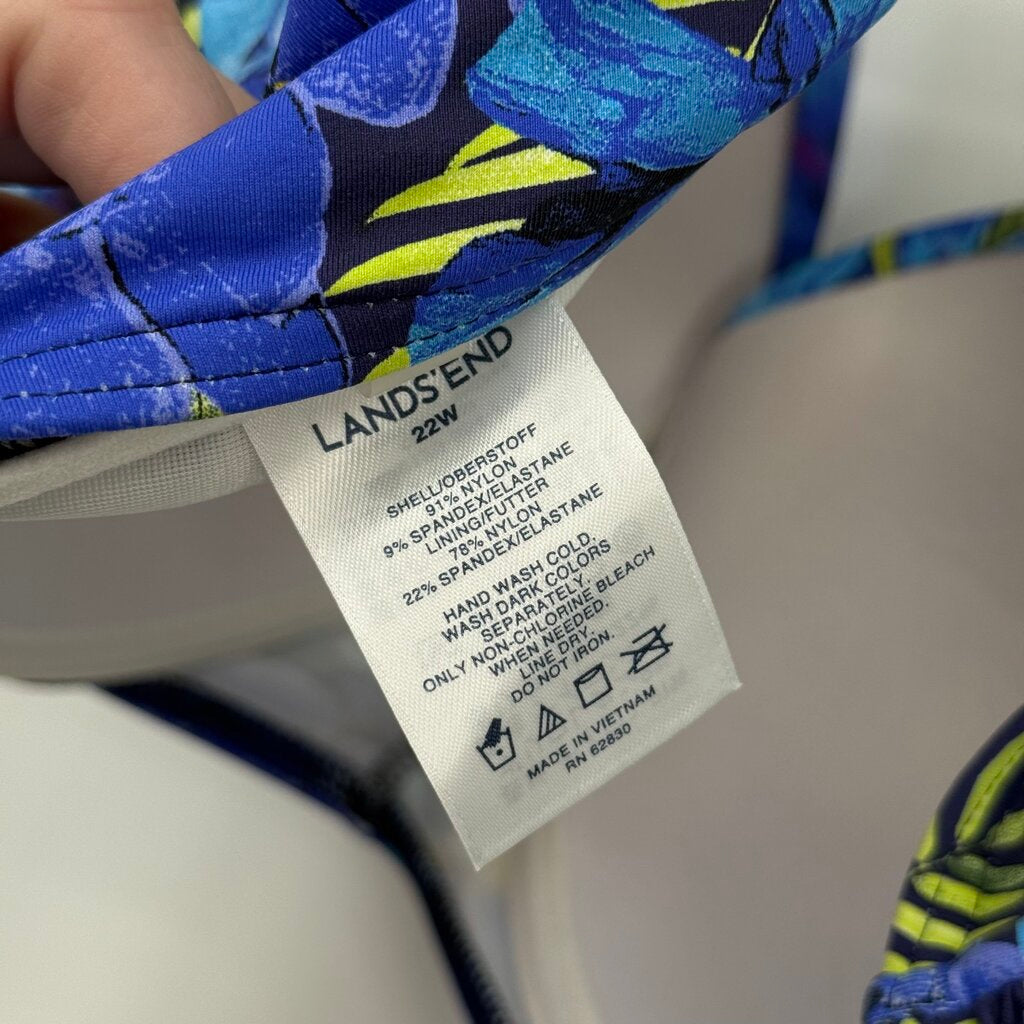 LANDS'END
22W
SHELL/OBERSTOFF
91% NYLON
9% SPANDEX/ELASTANE
LINING/FUTTER
78% NYLON
22% SPANDEX/ELASTANE
HAND WASH COLD.
WASH DARK COLORS
SEPARATELY.
ONLY NON-CHLORINE BLEACH
WHEN NEEDED.
LINE DRY.
DO NOT IRON.
MADE IN VIETNAM
RN 62830